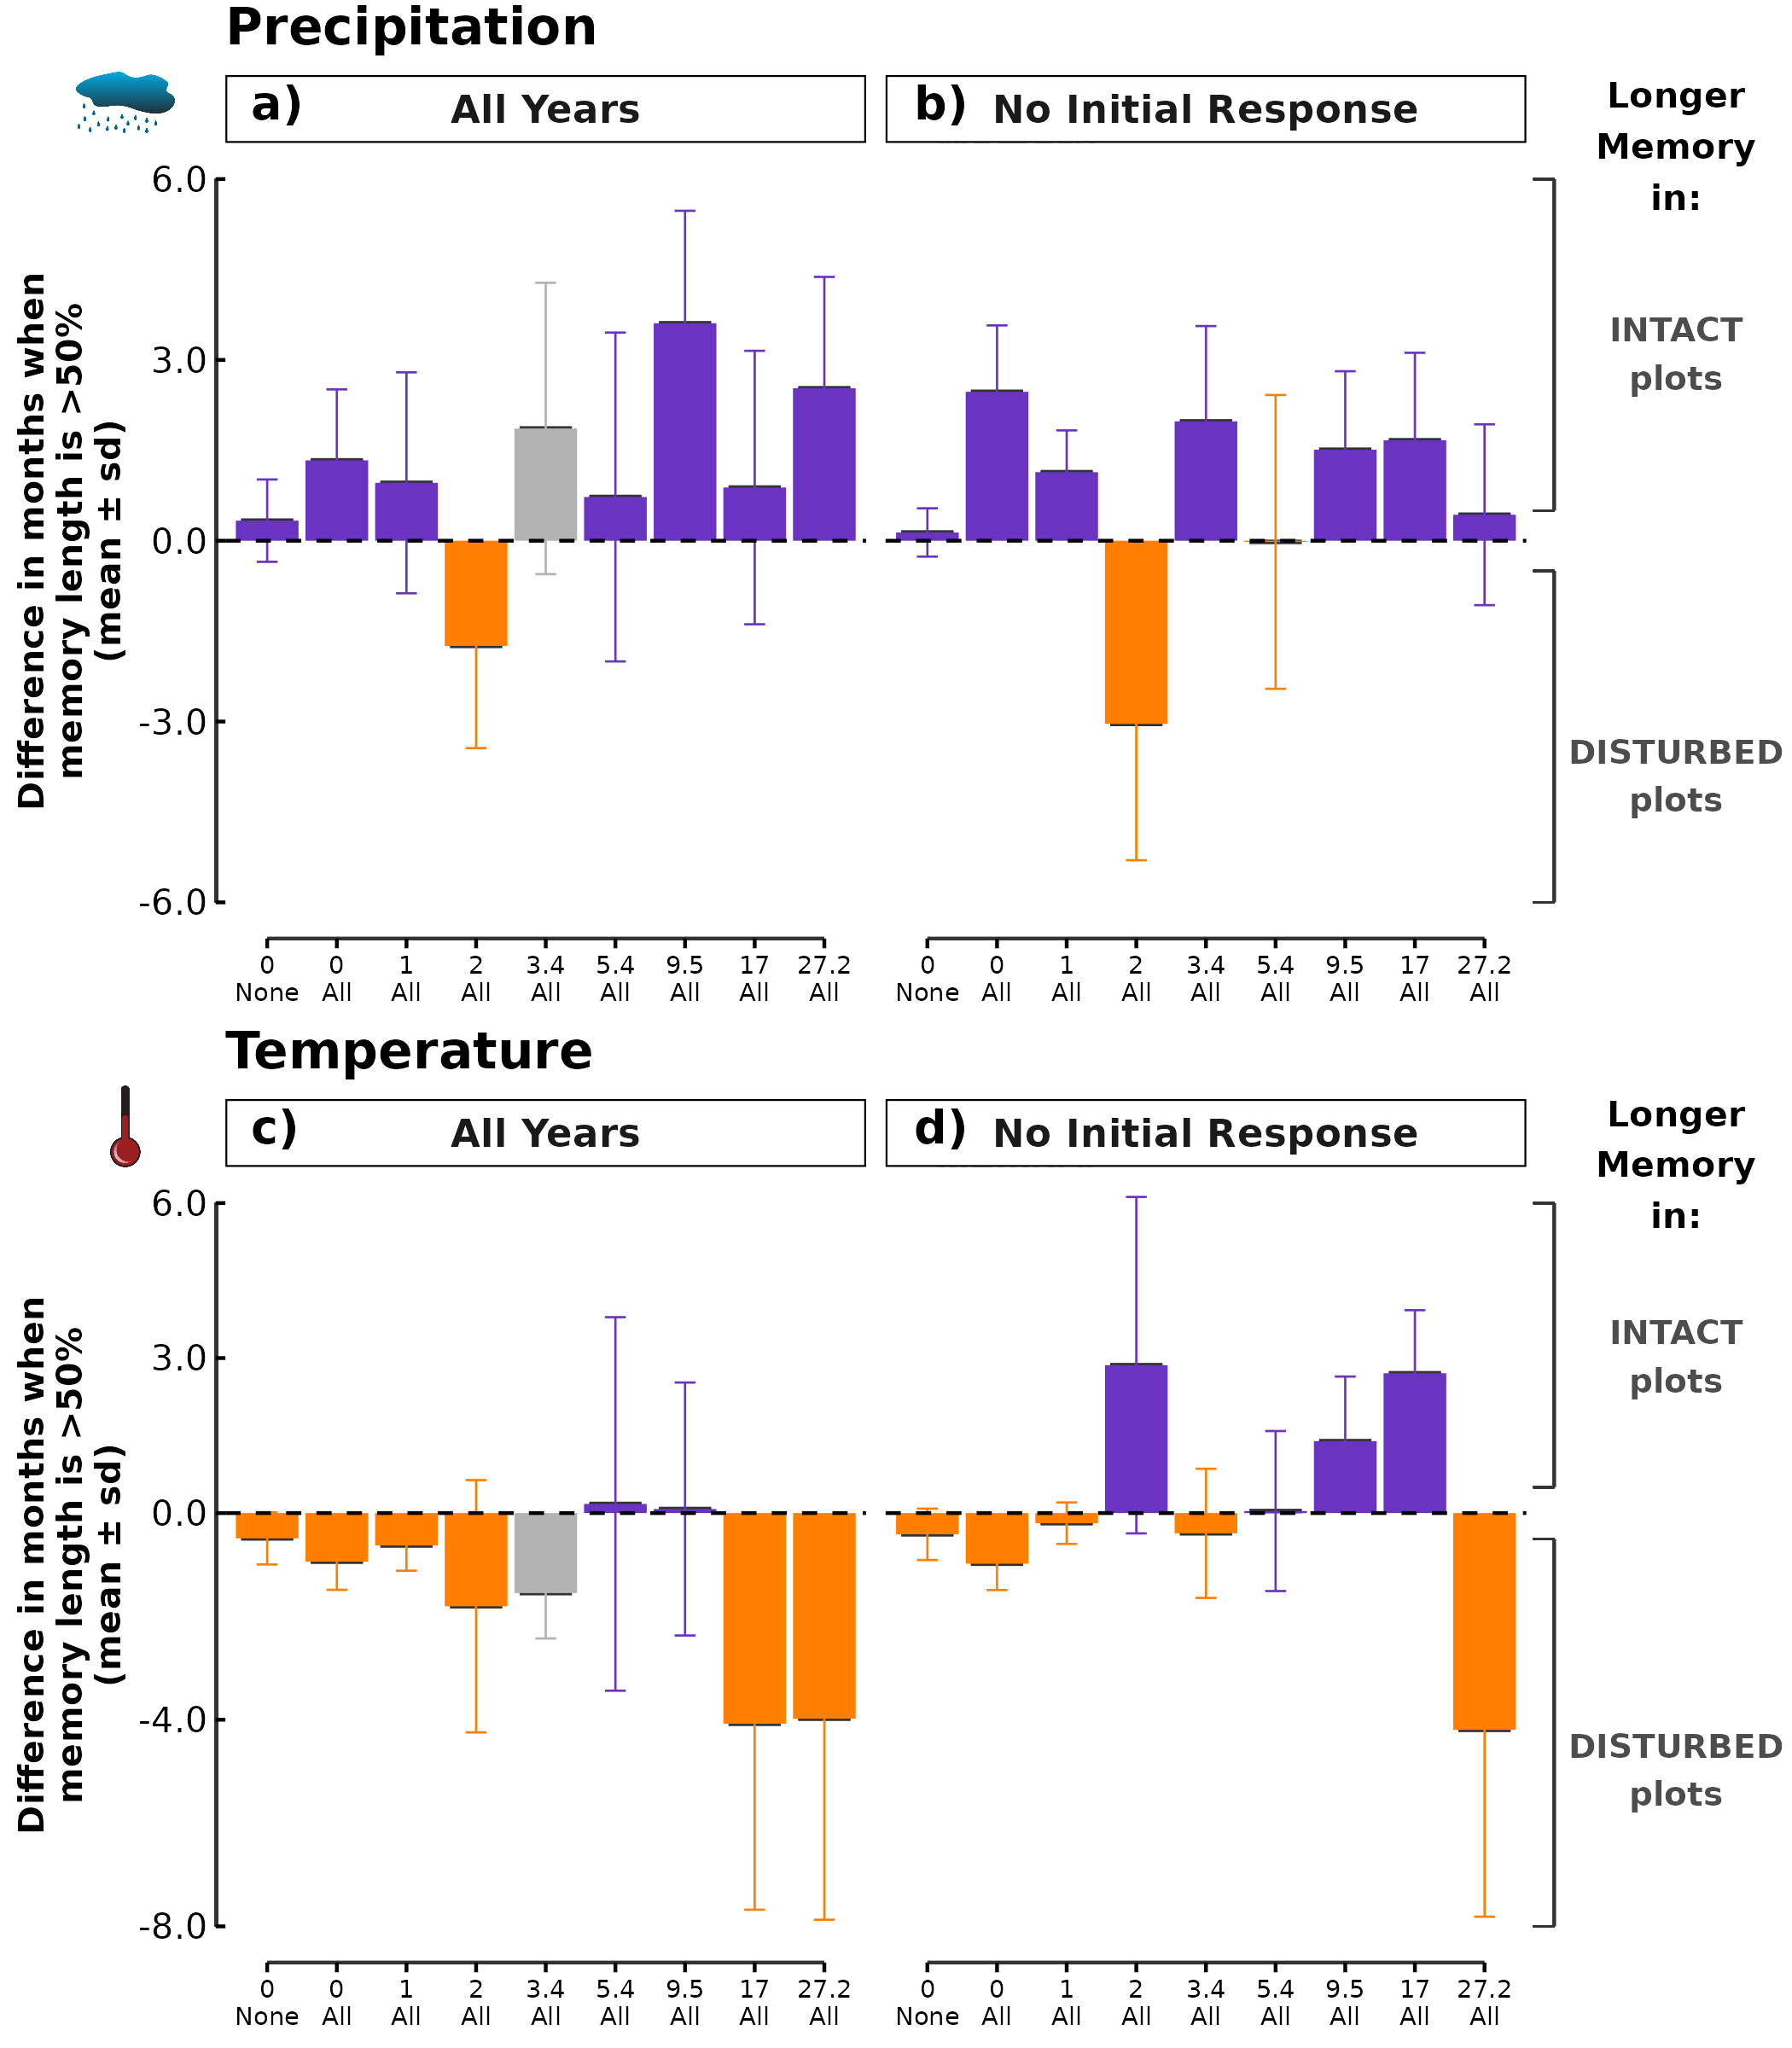 Precipitation
a) All Years
b) No Initial Response
Longer
Memory
in:
Difference in months when
memory length is >50%
(mean ± sd)
6.0
3.0
0.0
-3.0
-6.0
INTACT
plots
DISTURBED
plots
0 0 1 2 3.4 5.4 9.5 17 27.2
None All All All All All All All All
0 0 1 2 3.4 5.4 9.5 17 27.2
None All All All All All All All All
Temperature
c) All Years
d) No Initial Response
Longer
Memory
in:
Difference in months when
memory length is >50%
(mean ± sd)
6.0
3.0
0.0
-4.0
-8.0
INTACT
plots
DISTURBED
plots
0 0 1 2 3.4 5.4 9.5 17 27.2
None All All All All All All All All
0 0 1 2 3.4 5.4 9.5 17 27.2
None All All All All All All All All